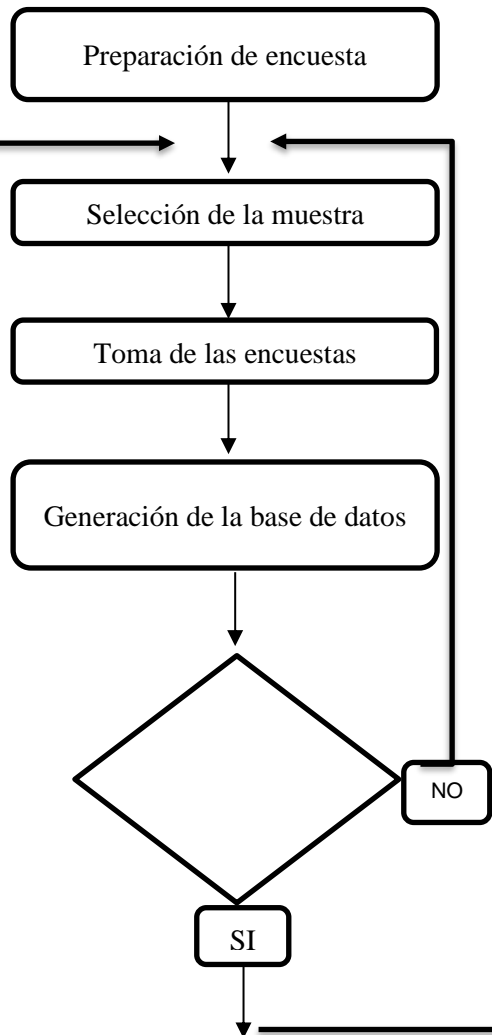 Preparación de encuesta
Selección de la muestra
Toma de las encuestas
Generación de la base de datos
NO
SI